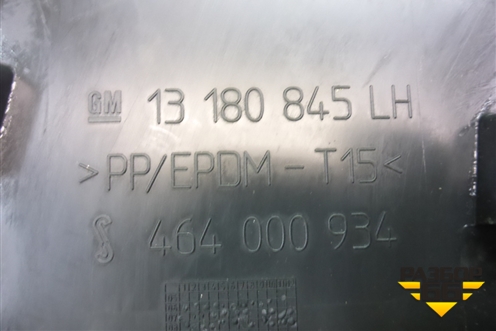 GM 13 180 845 LH
>PP/EPDM-T15<
464 000 934